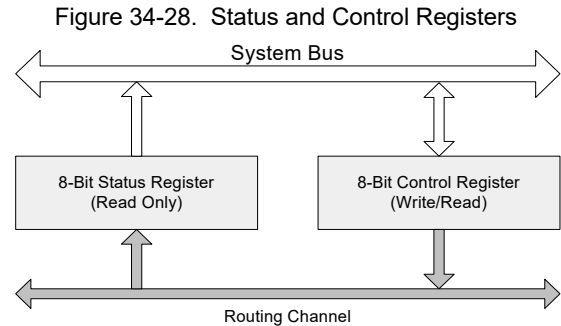 Figure 34-28.  Status and Control Registers
System Bus
8-Bit Status Register
(Read Only)
8-Bit Control Register
(Write/Read)
Routing Channel